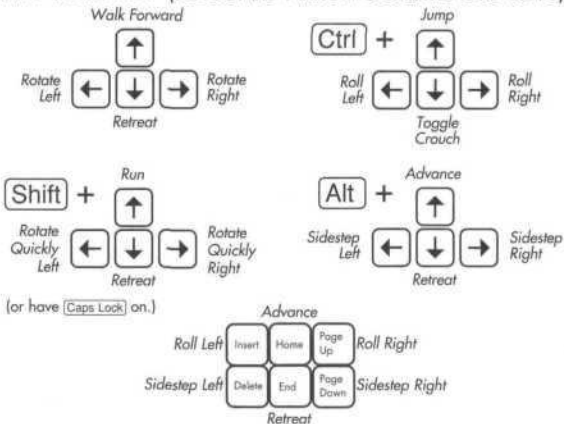 Walk Forward
Rotate Left
Rotate Right
Retreat
Ctrl +
Jump
Roll Left
Roll Right
Toggle Crouch
Shift +
Run
Rotate Quickly Left
Rotate Quickly Right
Retreat
(or have Caps Lock on.)
Alt +
Advance
Sidestep Left
Sidestep Right
Retreat
Advance
Roll Left Insert Home Page Up Roll Right
Sidestep Left Delete End Page Down Sidestep Right
Retreat